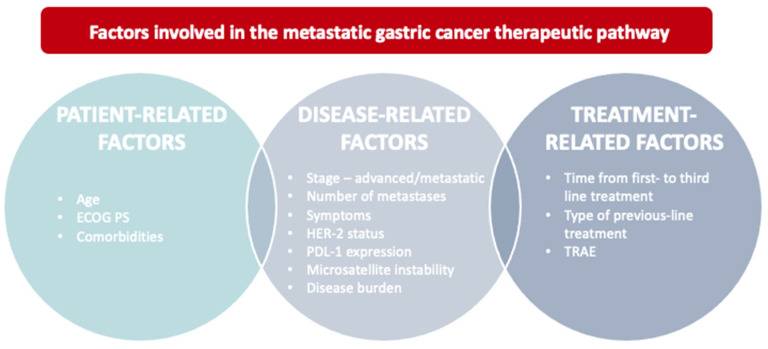 Factors involved in the metastatic gastric cancer therapeutic pathway
PATIENT-RELATED
FACTORS
• Age
• ECOG PS
• Comorbidities
DISEASE-RELATED
FACTORS
• Stage – advanced/metastatic
• Number of metastases
• Symptoms
• HER-2 status
• PDL-1 expression
• Microsatellite instability
• Disease burden
TREATMENT-
RELATED FACTORS
• Time from first- to third
line treatment
• Type of previous-line
treatment
• TRAE